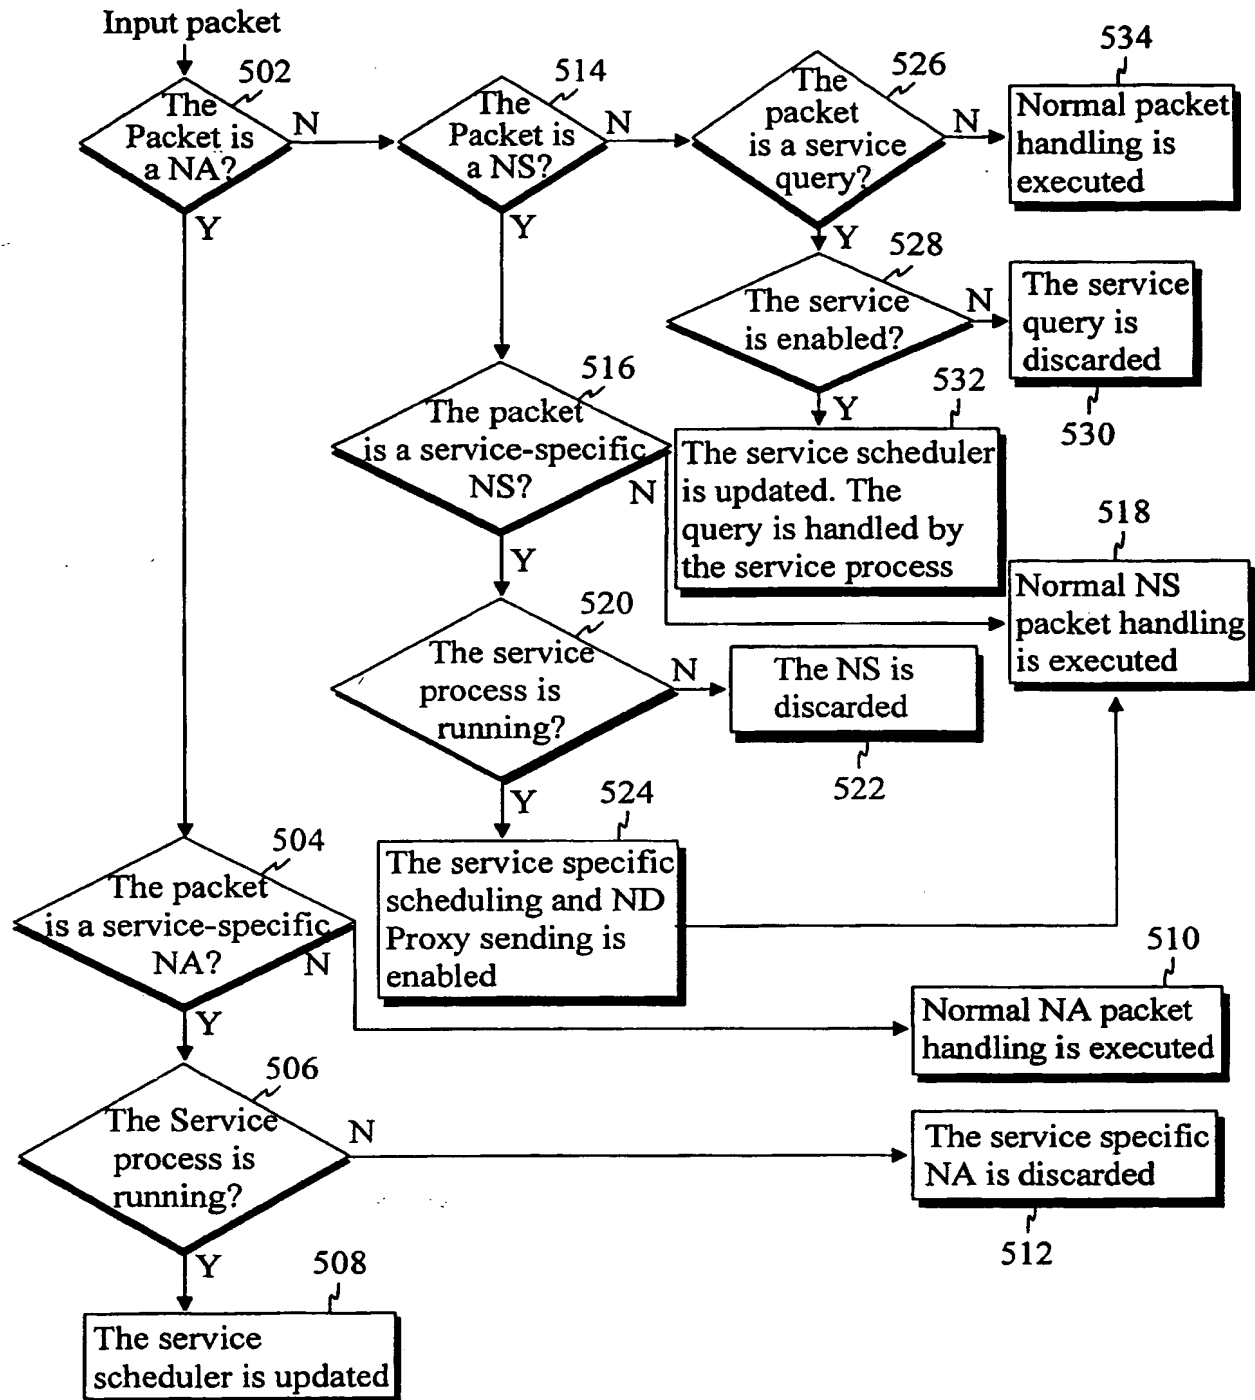 Input packet
502
The
Packet is
a NA?
N
Y
514
The
Packet is
a NS?
N
Y
526
The
packet
is a service
query?
N
Y
534
Normal packet
handling is
executed
528
The service
is enabled?
N
Y
The service
query is
discarded
530
516
The packet
is a service-specific
NS?
N
Y
532
The service scheduler
is updated. The
query is handled by
the service process
518
Normal NS
packet handling
is executed
520
The service
process is
running?
N
Y
The NS is
discarded
522
524
The service specific
scheduling and ND
Proxy sending is
enabled
504
The packet
is a service-specific
NA?
N
Y
510
Normal NA packet
handling is executed
506
The Service
process is
running?
N
Y
The service specific
NA is discarded
512
508
The service
scheduler is updated